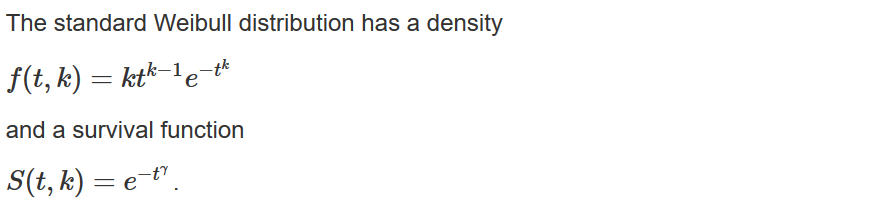 The standard Weibull distribution has a density
f(t, k) = kt^{k−1}e^{−t^k}
and a survival function
S(t, k) = e^{−t^γ}.